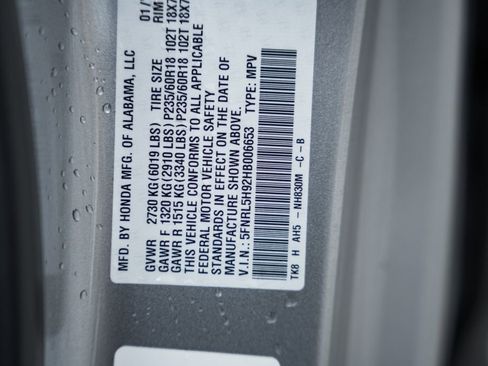 MFD. BY HONDA MFG. OF ALABAMA, LLC 01/
GVWR 2730 KG(6019 LBS) TIRE SIZE RIM
GAWR F 1320 KG(2910 LBS) P235/60R18 102T 18X7
GAWR R 1515 KG(3340 LBS) P235/60R18 102T 18X7
THIS VEHICLE CONFORMS TO ALL APPLICABLE
FEDERAL MOTOR VEHICLE SAFETY
STANDARDS IN EFFECT ON THE DATE OF
MANUFACTURE SHOWN ABOVE.
V.I.N.: 5FNRL5H92HB006653 TYPE: MPV
TK8 H AH5 - NH830M -C-B